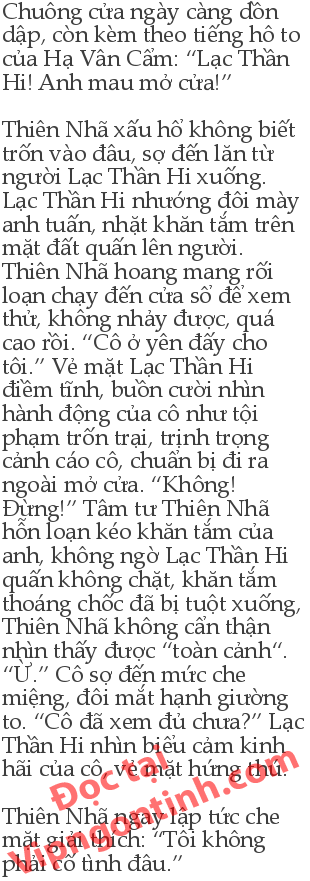 Chuông cửa ngày càng dồn
dập, còn kèm theo tiếng hô to
của Hạ Vân Cẩm: “Lạc Thần
Hi! Anh mau mở cửa!”
Thiên Nhã xấu hổ không biết
trốn vào đâu, sợ đến lăn từ
người Lạc Thần Hi xuống.
Lạc Thần Hi nhướng đôi mày
anh tuấn, nhặt khăn tắm trên
mặt đất quấn lên người.
Thiên Nhã hoang mang rối
loạn chạy đến cửa sổ để xem
thử, không nhảy được, quá
cao rồi. “Cô ở yên đấy cho
tôi.” Vẻ mặt Lạc Thần Hi
điềm tĩnh, buồn cười nhìn
hành động của cô như tội
phạm trốn trại, trịnh trọng
cảnh cáo cô, chuẩn bị đi ra
ngoài mở cửa. “Không!
Đừng!” Tâm tư Thiên Nhã
hỗn loạn kéo khăn tắm của
anh, không ngờ Lạc Thần Hi
quấn không chặt, khăn tắm
thoáng chốc đã bị tuột xuống,
Thiên Nhã không cẩn thận
nhìn thấy được “toàn cảnh“.
“Ừ.” Cô sợ đến mức che
miệng, đôi mắt hạnh giường
to. “Cô đã xem đủ chưa?” Lạc
Thần Hi nhìn biểu cảm kinh
hãi của cô, vẻ mặt hứng thú.
Thiên Nhã ngay lập tức che
mặt giải thích: “Tôi không
phải cố tình đâu.”
Đọc tại
Vipngontinh.com